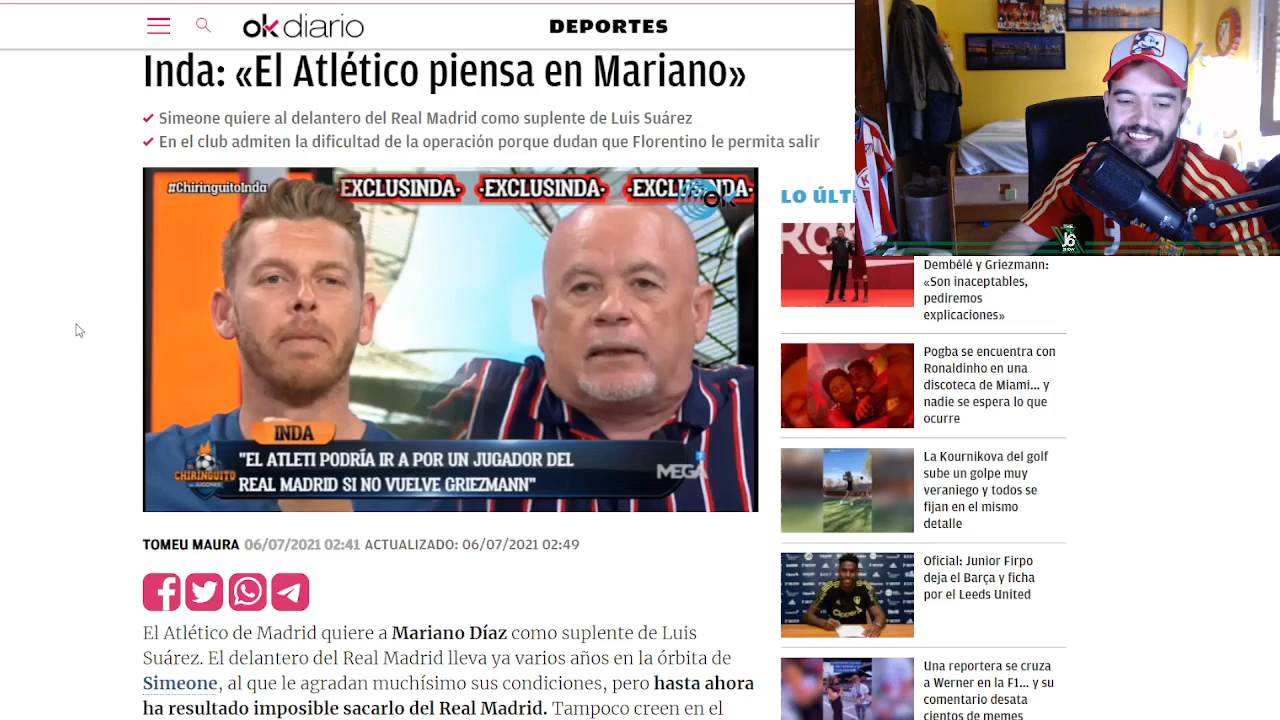 okdiario
DEPORTES
Inda: «El Atlético piensa en Mariano»
Simeone quiere al delantero del Real Madrid como suplente de Luis Suárez
En el club admiten la dificultad de la operación porque dudan que Florentino le permita salir
#ChiringuitoInda
EXCLUSINDA· ·EXCLUSINDA·
OK
INDA
"EL ATLETI PODRÍA IR A POR UN JUGADOR DEL
REAL MADRID SI NO VUELVE GRIEZMANN"
EL
CHIRINGUITO
DE JUGONES
MEGA
TOMEU MAURA 06/07/2021 02:41 ACTUALIZADO: 06/07/2021 02:49
El Atlético de Madrid quiere a Mariano Díaz como suplente de Luis
Suárez. El delantero del Real Madrid lleva ya varios años en la órbita de
Simeone, al que le agradan muchísimo sus condiciones, pero hasta ahora
ha resultado imposible sacarlo del Real Madrid. Tampoco creen en el
THE
J6
SHOW
LO
Dembélé y Griezmann:
«Son inaceptables,
pediremos
explicaciones»
Pogba se encuentra con
Ronaldinho en una
discoteca de Miami... y
nadie se espera lo que
ocurre
La Kournikova del golf
sube un golpe muy
veraniego y todos se
fijan en el mismo
detalle
Oficial: Junior Firpo
deja el Barça y ficha
por el Leeds United
Una reportera se cruza
a Werner en la F1... y su
comentario desata
cientos de memes